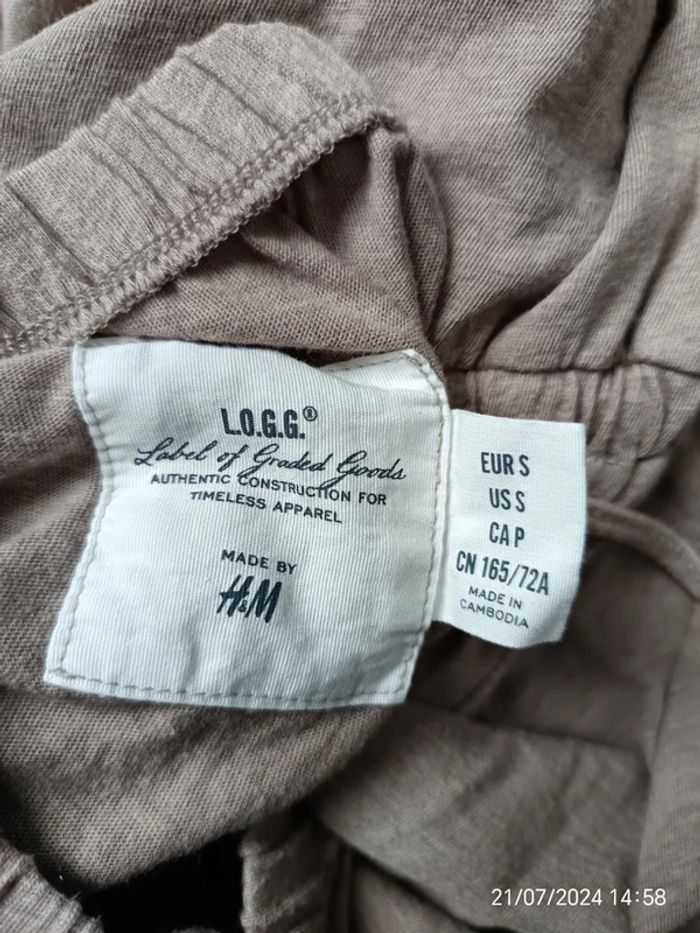 L.O.G.G.®
Label of Graded Goods
AUTHENTIC CONSTRUCTION FOR
TIMELESS APPAREL
MADE BY
H&M
EUR S
US S
CA P
CN 165/72A
MADE IN
CAMBODIA
21/07/2024 14:58